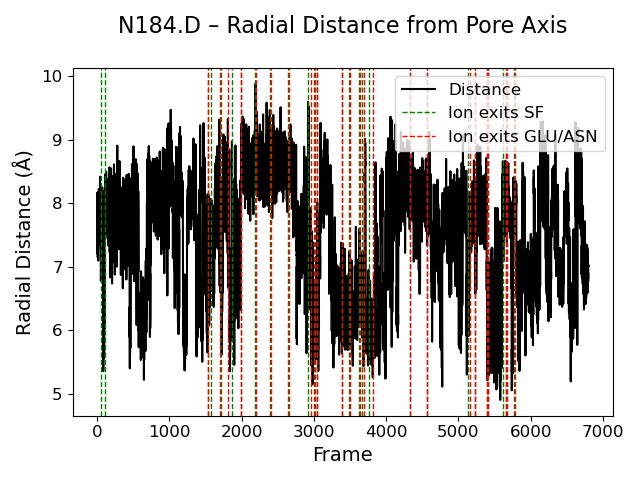 N184.D – Radial Distance from Pore Axis
Radial Distance (Å)
10
9
8
7
6
5
Distance
Ion exits SF
Ion exits GLU/ASN
0 1000 2000 3000 4000 5000 6000 7000
Frame